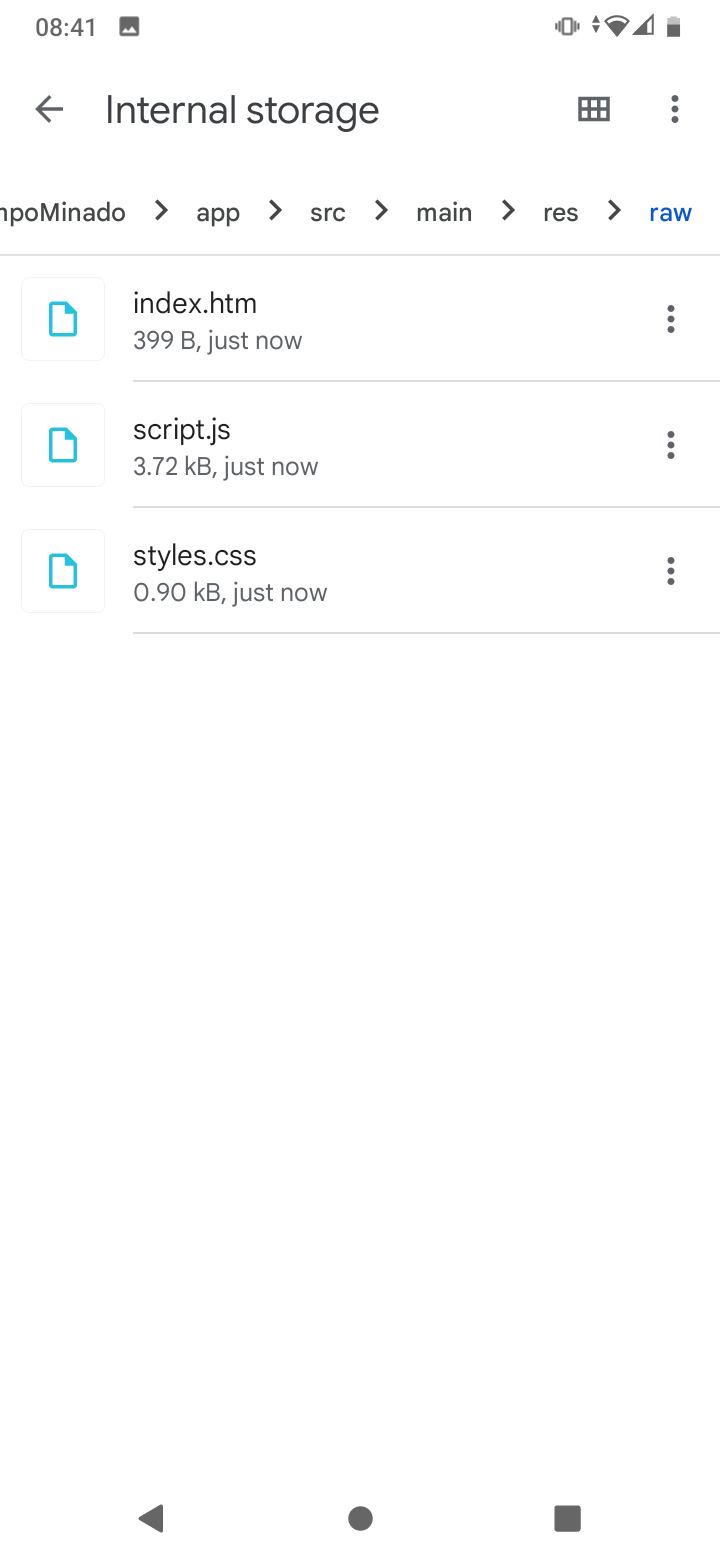 08:41
Internal storage
npoMinado > app > src > main > res > raw
index.htm
399 B, just now
script.js
3.72 kB, just now
styles.css
0.90 kB, just now